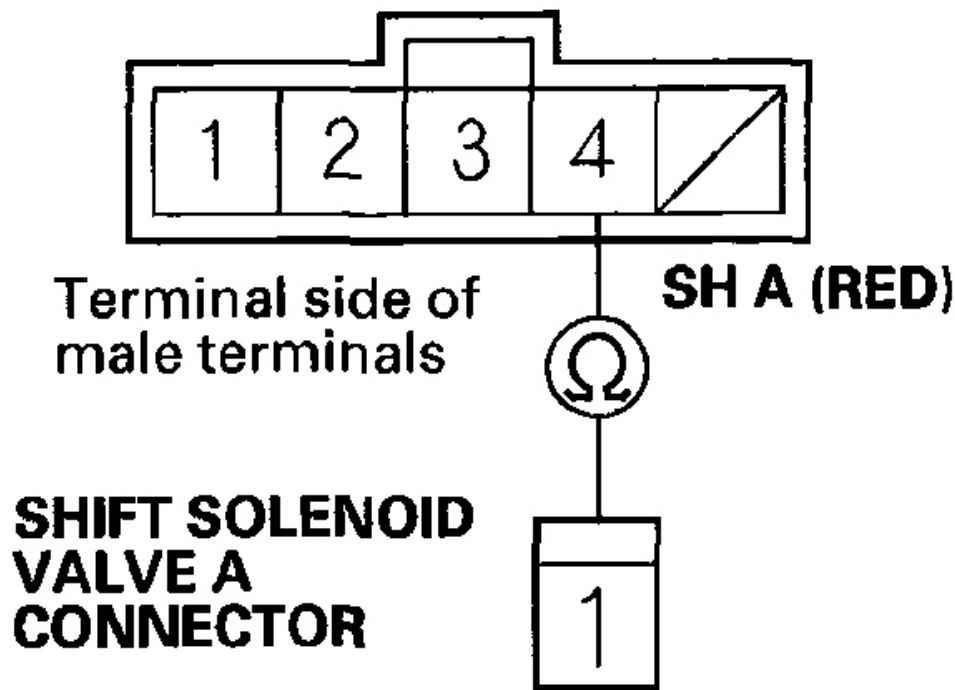 1 2 3 4
Terminal side of
male terminals
SH A (RED)
Ω
SHIFT SOLENOID
VALVE A
CONNECTOR
1